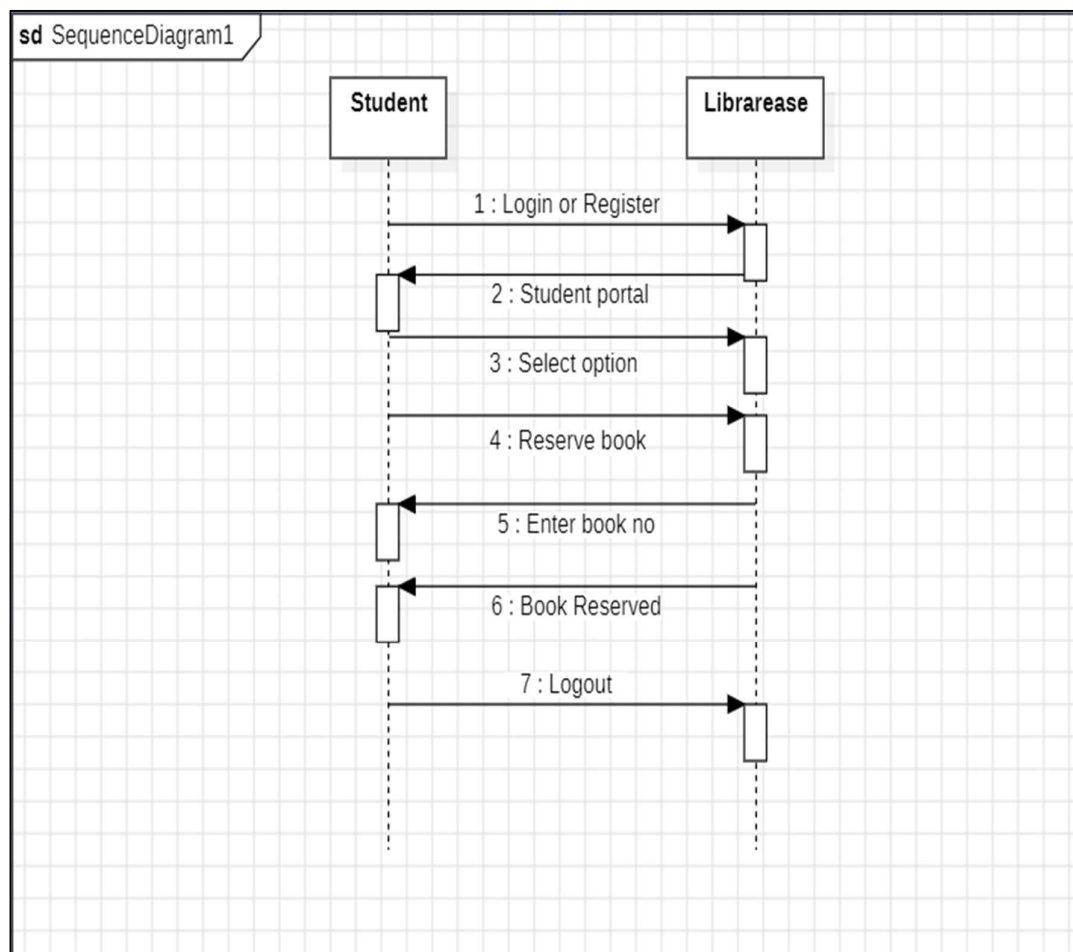 sd SequenceDiagram1
Student
Librarease
1 : Login or Register
2 : Student portal
3 : Select option
4 : Reserve book
5 : Enter book no
6 : Book Reserved
7 : Logout